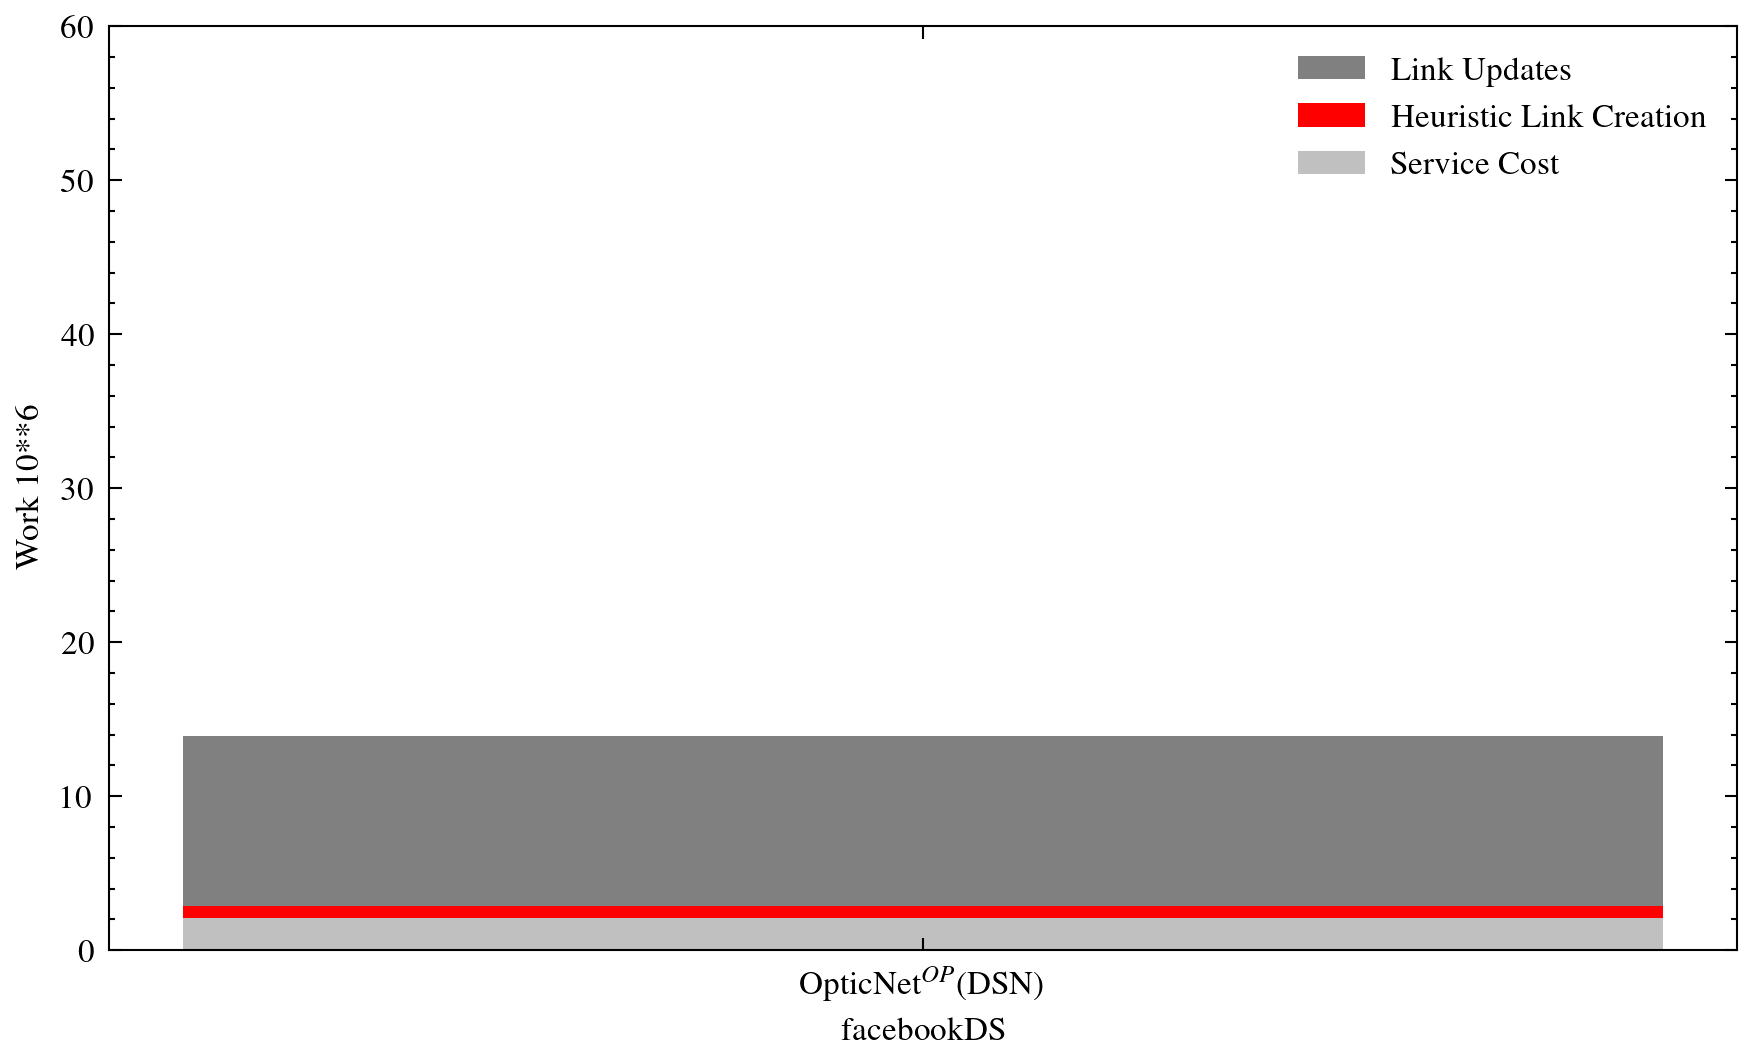 60
50
40
30
20
10
0
Work 10**6
Link Updates
Heuristic Link Creation
Service Cost
OpticNet^{OP}(DSN)
facebookDS